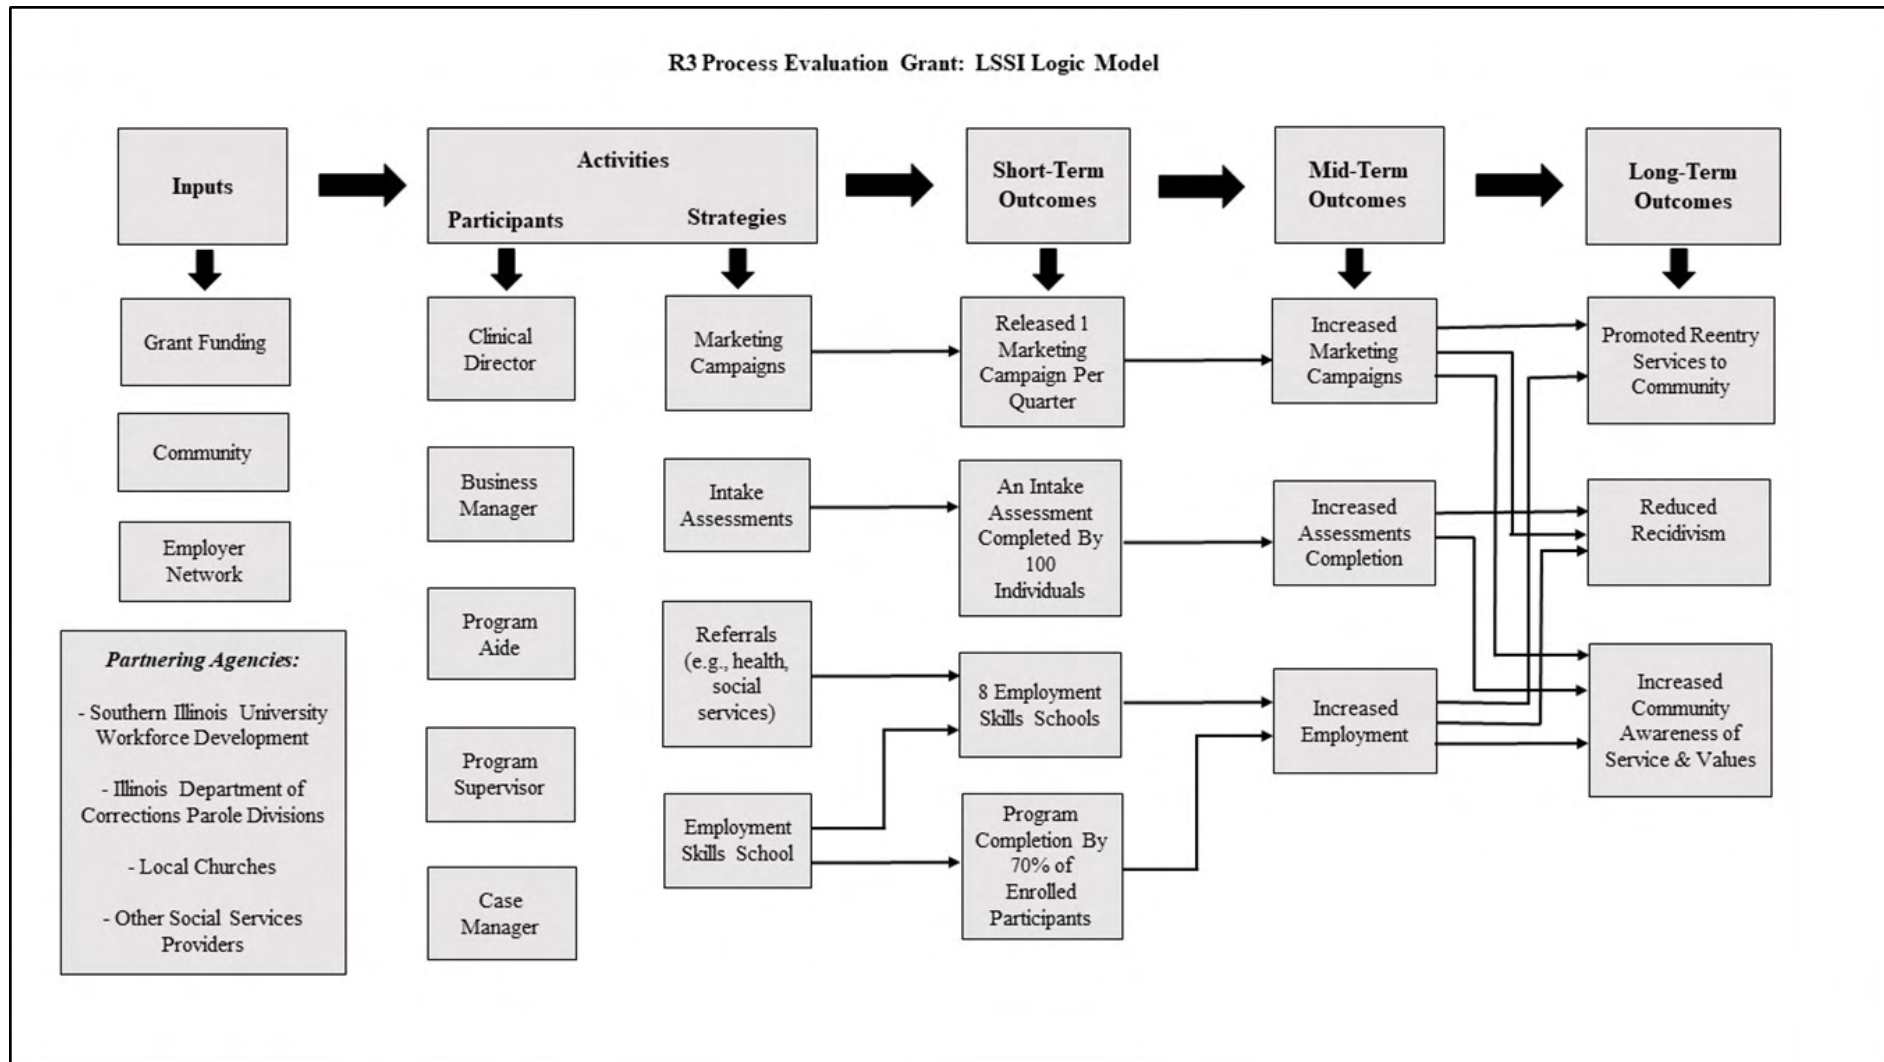 R3 Process Evaluation Grant: LSSI Logic Model
Inputs
Activities
Participants
Strategies
Short-Term
Outcomes
Mid-Term
Outcomes
Long-Term
Outcomes
Grant Funding
Community
Employer
Network
Partnering Agencies:
- Southern Illinois University
Workforce Development
- Illinois Department of
Corrections Parole Divisions
- Local Churches
- Other Social Services
Providers
Clinical
Director
Business
Manager
Program
Aide
Program
Supervisor
Case
Manager
Marketing
Campaigns
Intake
Assessments
Referrals
(e.g., health,
social
services)
Employment
Skills School
Released 1
Marketing
Campaign Per
Quarter
An Intake
Assessment
Completed By
100
Individuals
8 Employment
Skills Schools
Program
Completion By
70% of
Enrolled
Participants
Increased
Marketing
Campaigns
Increased
Assessments
Completion
Increased
Employment
Promoted Reentry
Services to
Community
Reduced
Recidivism
Increased
Community
Awareness of
Service & Values